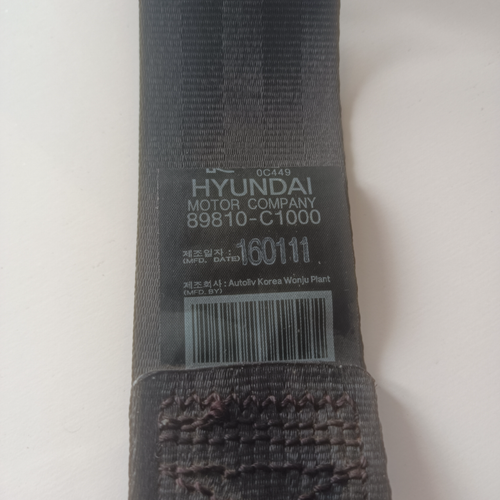 0C449
HYUNDAI
MOTOR COMPANY
89810-C1000
제조일자 : 160111
(MFD. DATE)
제조회사 : Autoliv Korea Wonju Plant
(MFD. BY)